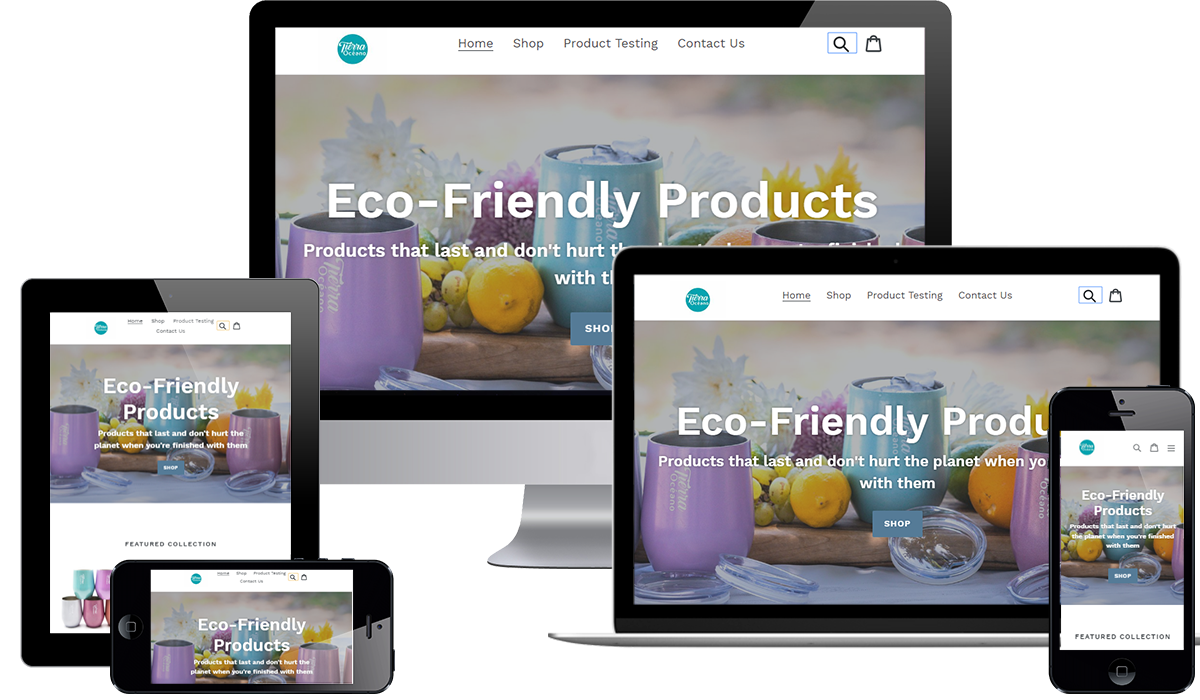 Tierra
Océano
Home Shop Product Testing Contact Us
Eco-Friendly Products
Products that last and don't hurt the
with
SHO
Tierra
Océano
Tierra
Océano
Home Shop Product Testing Contact Us
Eco-Friendly Produ
Products that last and don't hurt the planet when yo
with them
SHOP
Tierra
Océano
Home Shop Product Testing
Contact Us
Eco-Friendly
Products
Products that last and don't hurt the
planet when you're finished with them
SHOP
FEATURED COLLECTION
Home Shop Product Testing
Contact Us
Eco-Friendly
Products
Products that last and don't hurt the
planet when you're finished with them
Eco-Friendly
Products
Products that last and don't hurt
the planet when you're finished
with them
SHOP
FEATURED COLLECTION